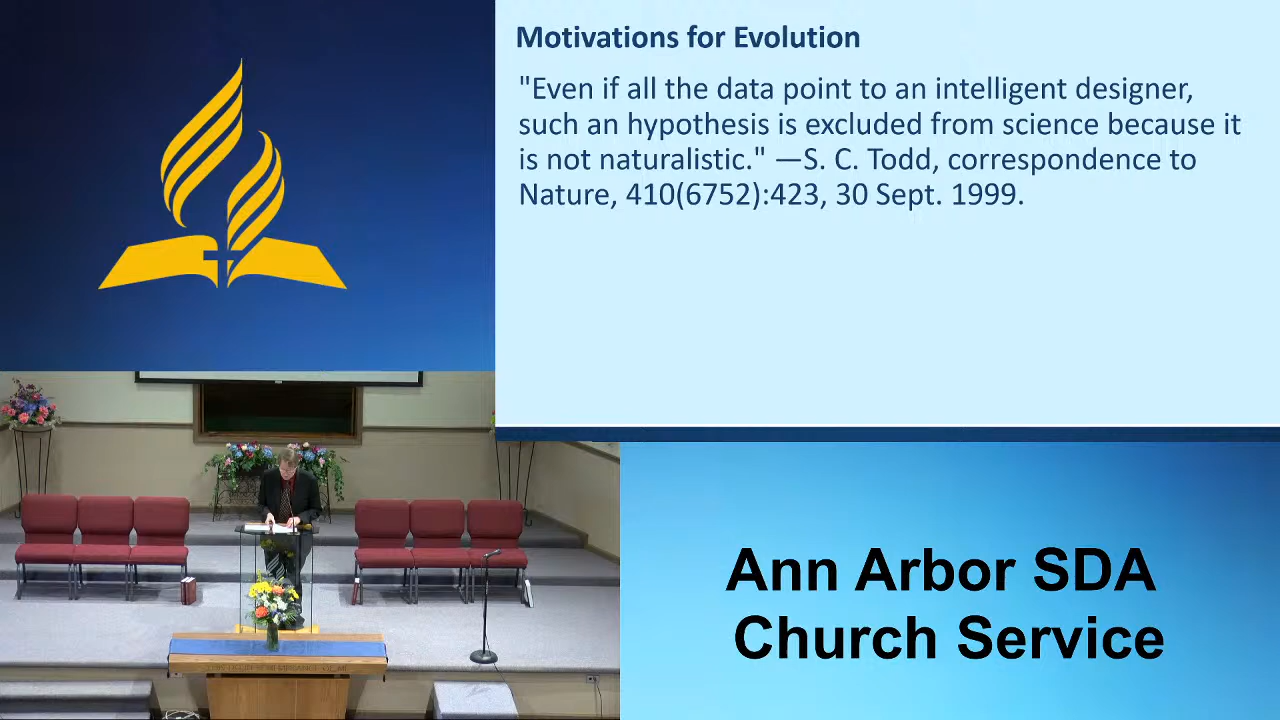 Motivations for Evolution
"Even if all the data point to an intelligent designer,
such an hypothesis is excluded from science because it
is not naturalistic." —S. C. Todd, correspondence to
Nature, 410(6752):423, 30 Sept. 1999.
Ann Arbor SDA
Church Service